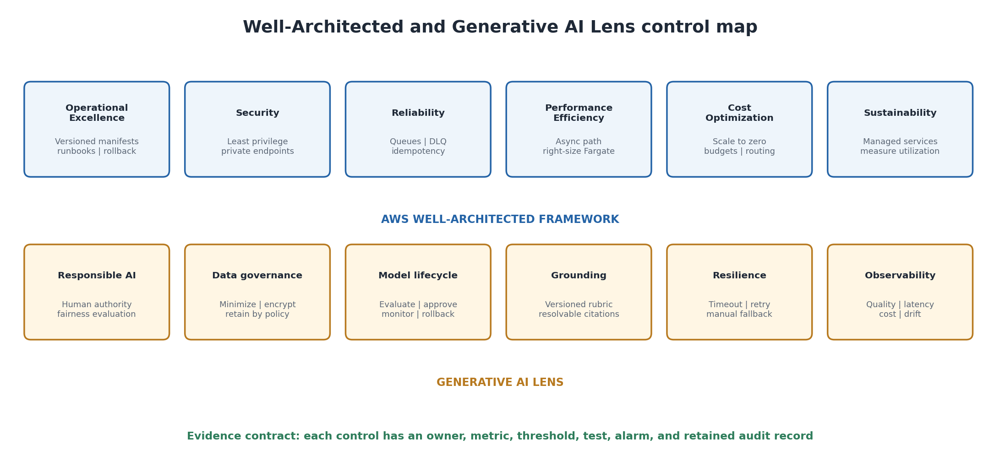 Well-Architected and Generative AI Lens control map
Operational
Excellence
Versioned manifests
runbooks | rollback
Security
Least privilege
private endpoints
Reliability
Queues | DLQ
idempotency
Performance
Efficiency
Async path
right-size Fargate
Cost
Optimization
Scale to zero
budgets | routing
Sustainability
Managed services
measure utilization
AWS WELL-ARCHITECTED FRAMEWORK
Responsible AI
Human authority
fairness evaluation
Data governance
Minimize | encrypt
retain by policy
Model lifecycle
Evaluate | approve
monitor | rollback
Grounding
Versioned rubric
resolvable citations
Resilience
Timeout | retry
manual fallback
Observability
Quality | latency
cost | drift
GENERATIVE AI LENS
Evidence contract: each control has an owner, metric, threshold, test, alarm, and retained audit record